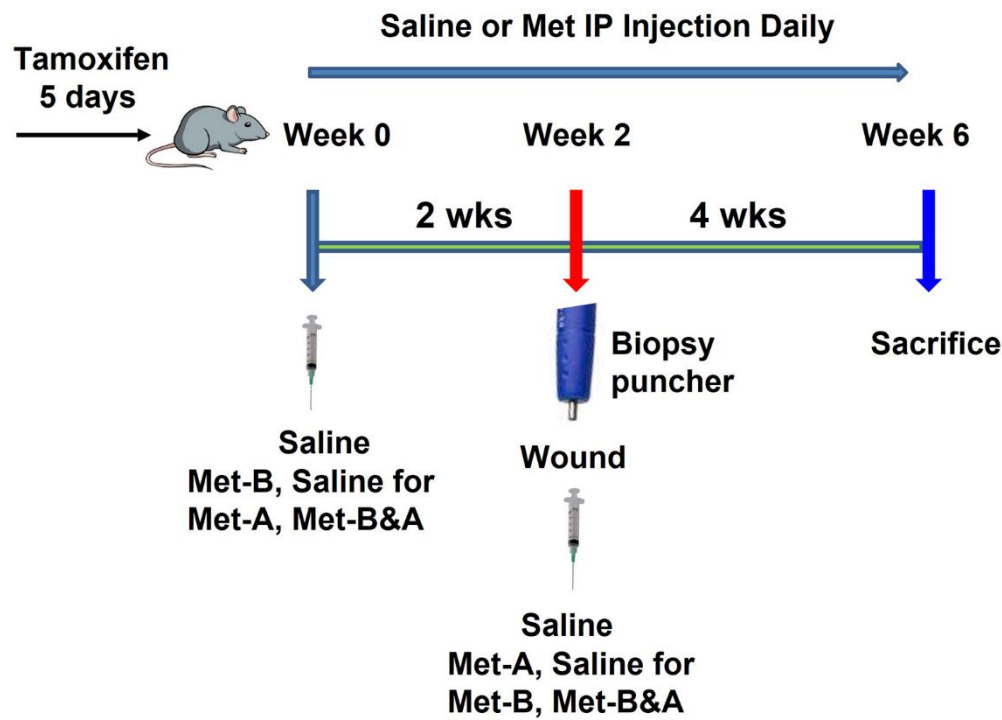 Saline or Met IP Injection Daily
Tamoxifen
5 days
Week 0
Week 2
Week 6
2 wks
4 wks
Biopsy
puncher
Sacrifice
Wound
Saline
Met-B, Saline for
Met-A, Met-B&A
Saline
Met-A, Saline for
Met-B, Met-B&A